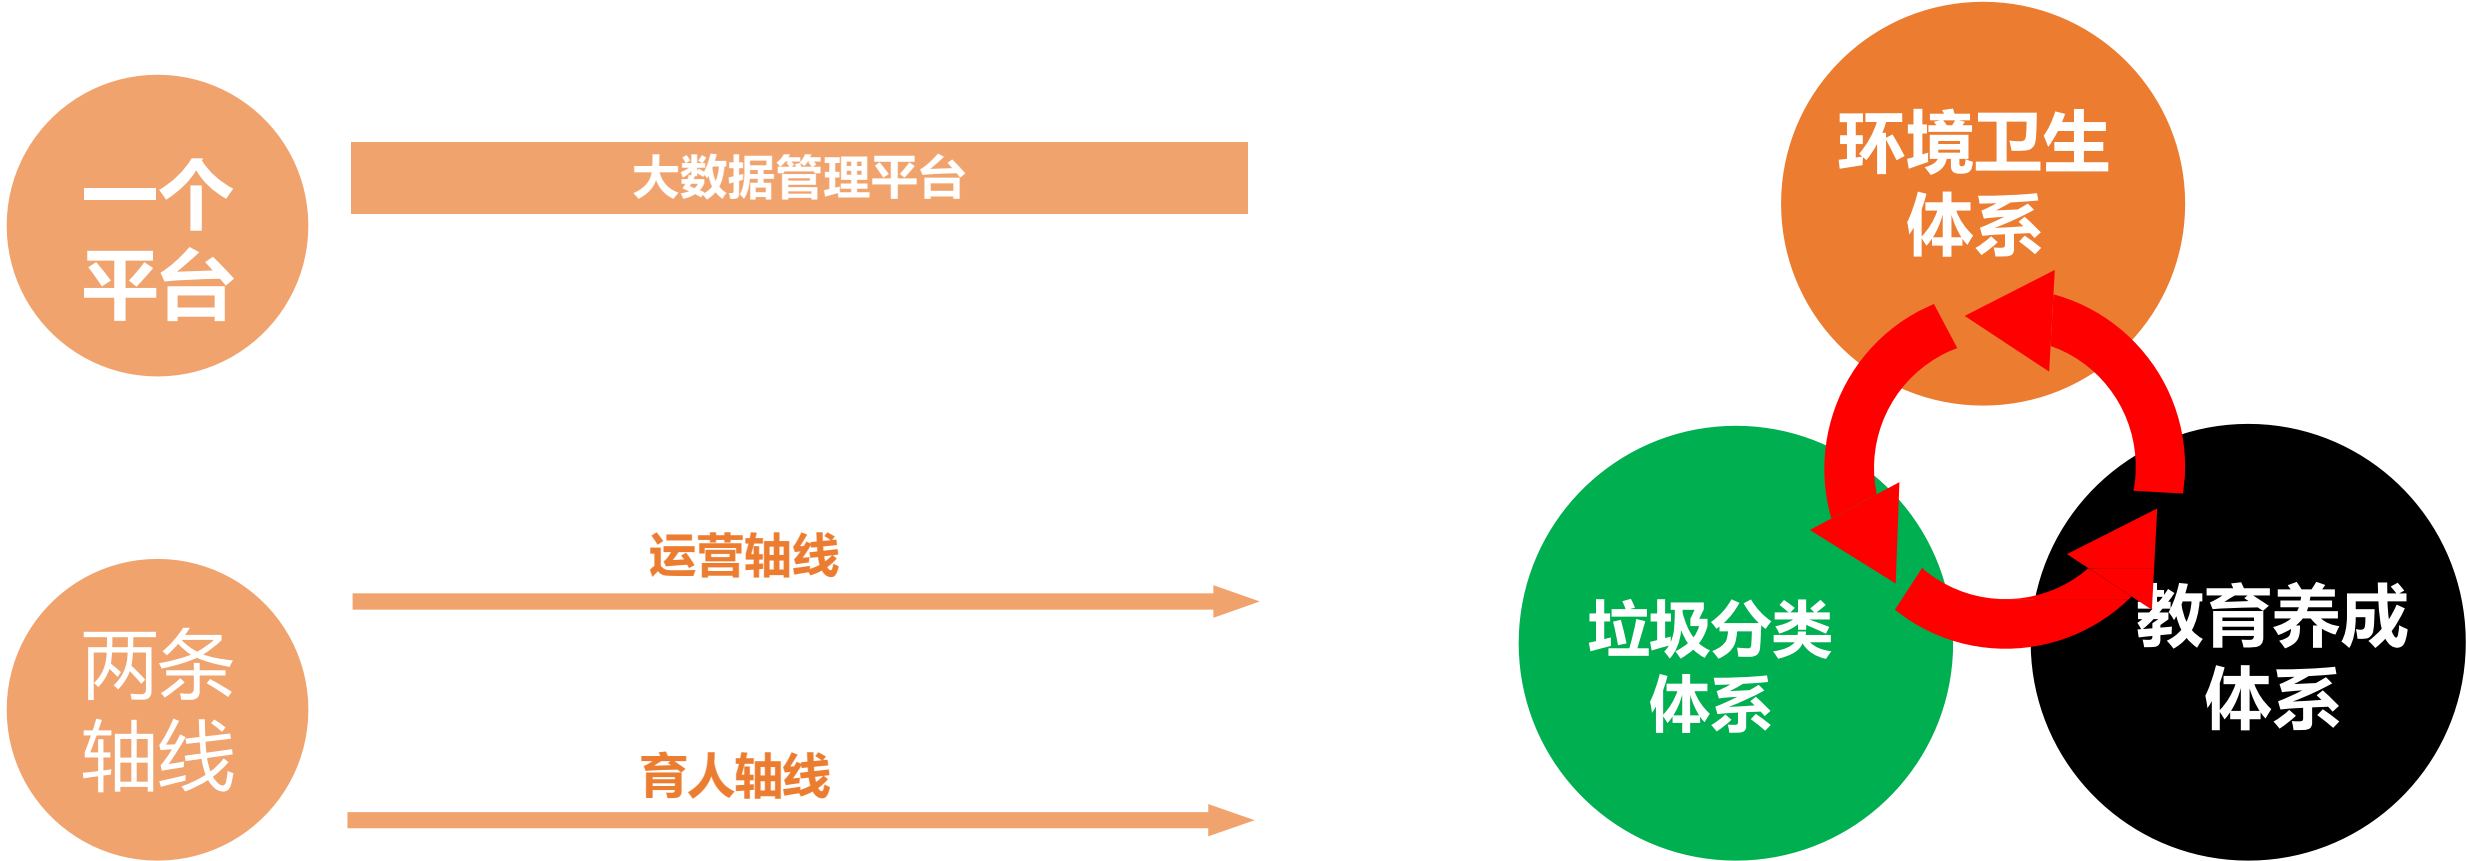 一个
平台
大数据管理平台
两条
轴线
运营轴线
育人轴线
环境卫生
体系
垃圾分类
体系
教育养成
体系